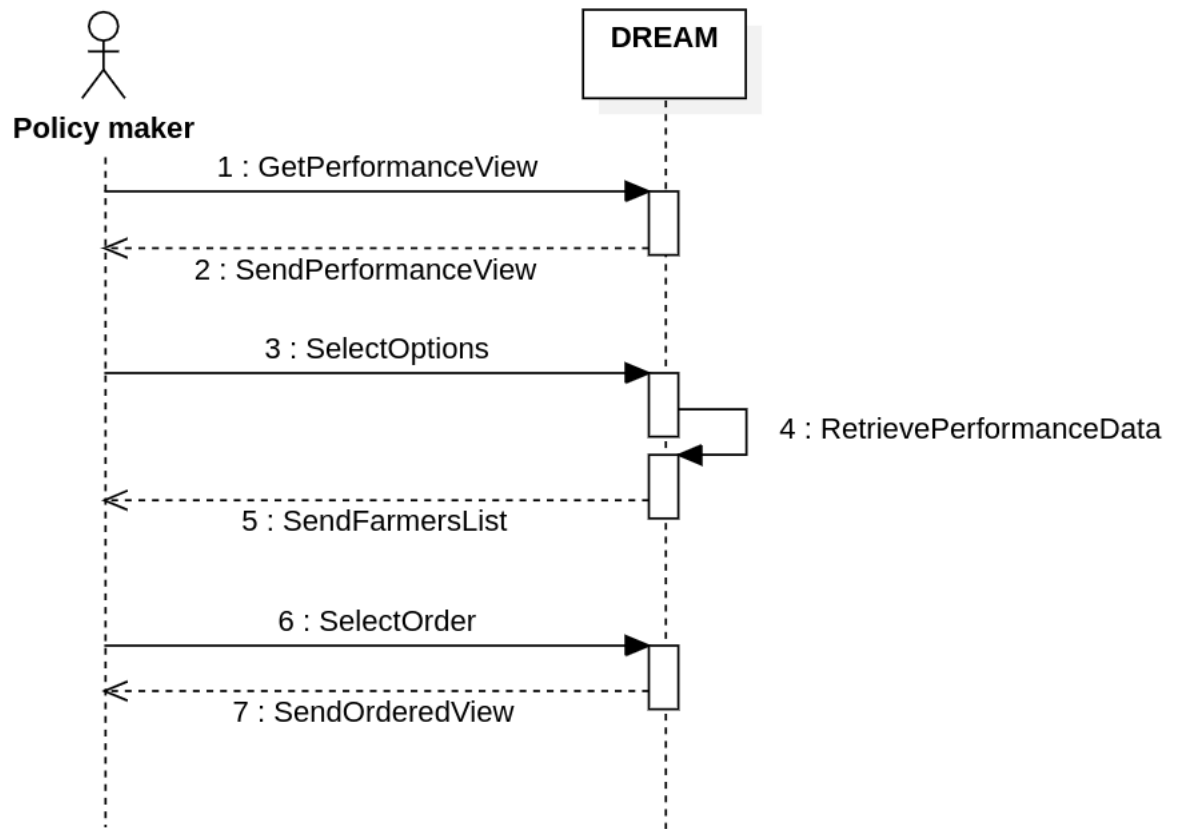 DREAM
Policy maker
1 : GetPerformanceView
2 : SendPerformanceView
3 : SelectOptions
4 : RetrievePerformanceData
5 : SendFarmersList
6 : SelectOrder
7 : SendOrderedView